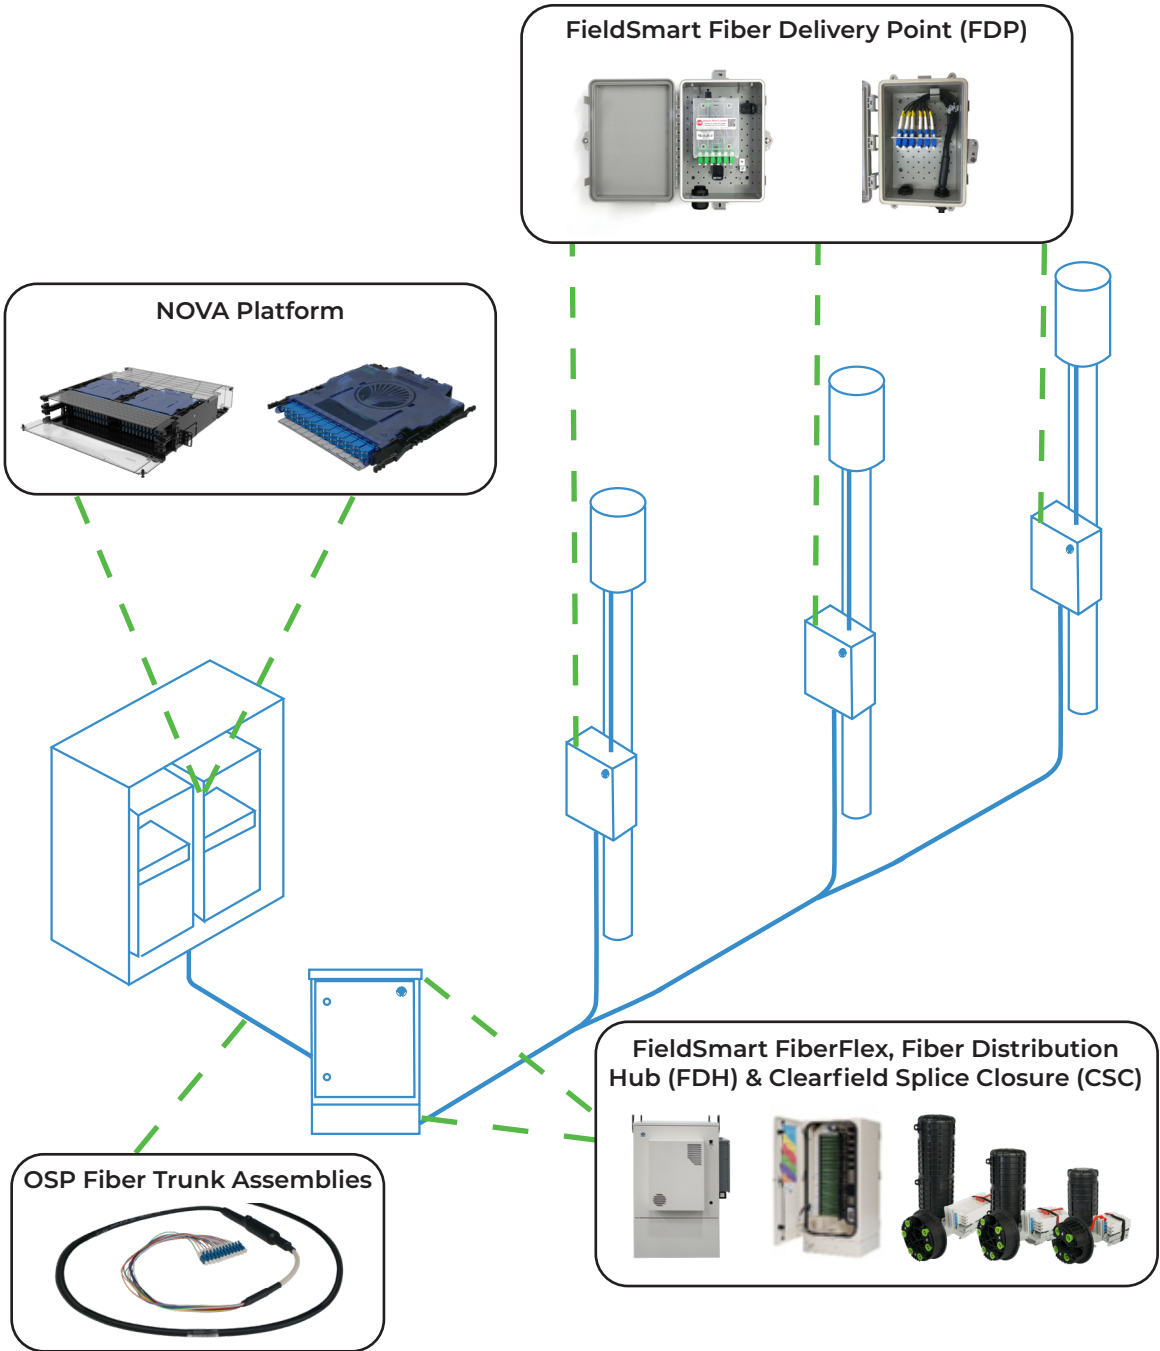 FieldSmart Fiber Delivery Point (FDP)
NOVA Platform
FieldSmart FiberFlex, Fiber Distribution
Hub (FDH) & Clearfield Splice Closure (CSC)
OSP Fiber Trunk Assemblies